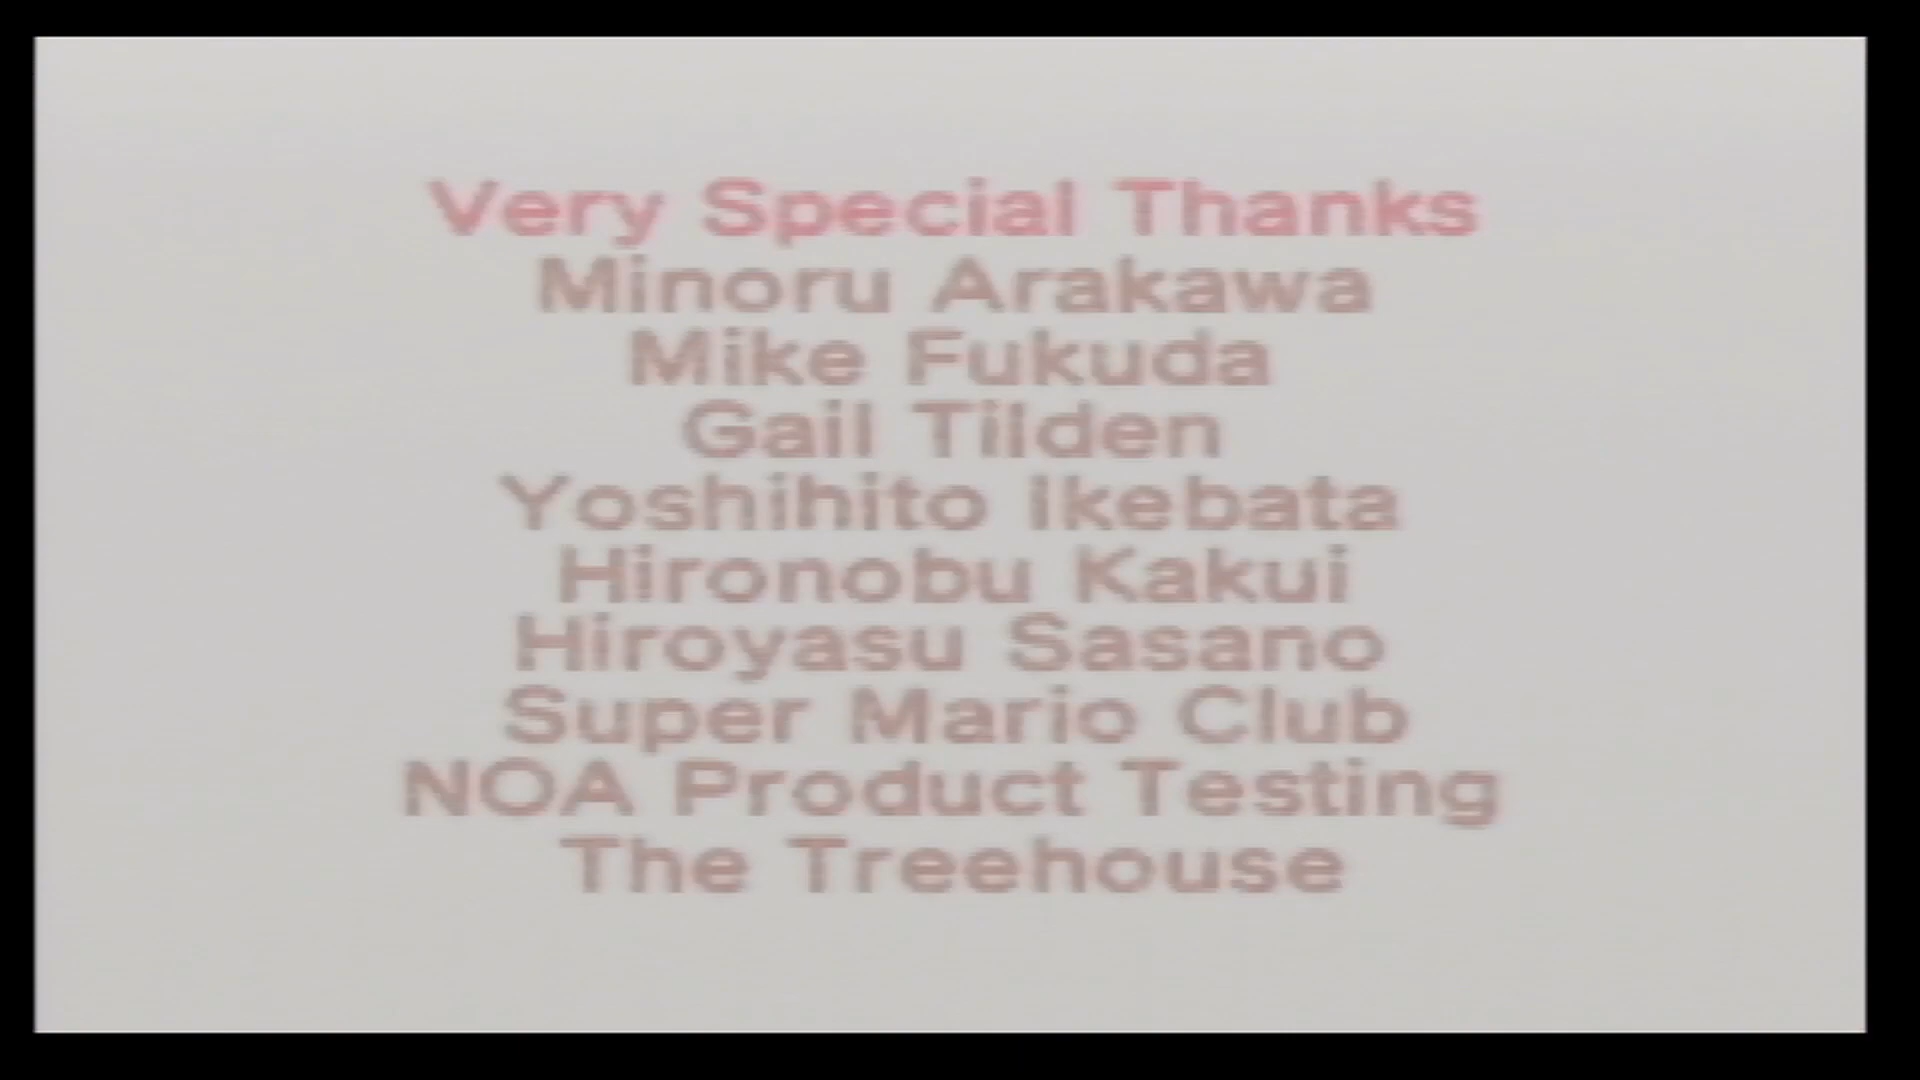 Very Special Thanks
Minoru Arakawa
Mike Fukuda
Gail Tilden
Yoshihito Ikebata
Hironobu Kakui
Hiroyasu Sasano
Super Mario Club
NOA Product Testing
The Treehouse